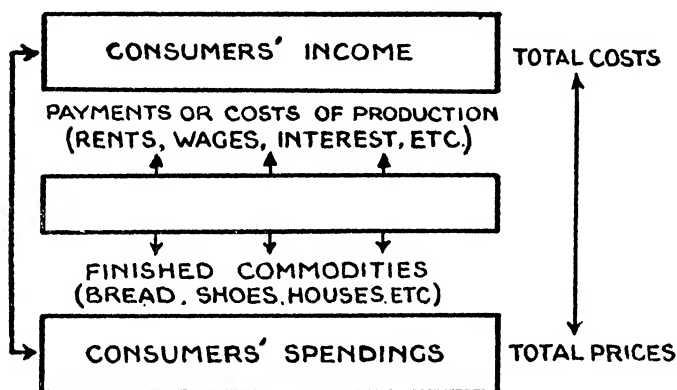 CONSUMERS' INCOME
TOTAL COSTS
PAYMENTS OR COSTS OF PRODUCTION
(RENTS, WAGES, INTEREST, ETC.)
FINISHED COMMODITIES
(BREAD, SHOES, HOUSES, ETC)
CONSUMERS' SPENDINGS
TOTAL PRICES